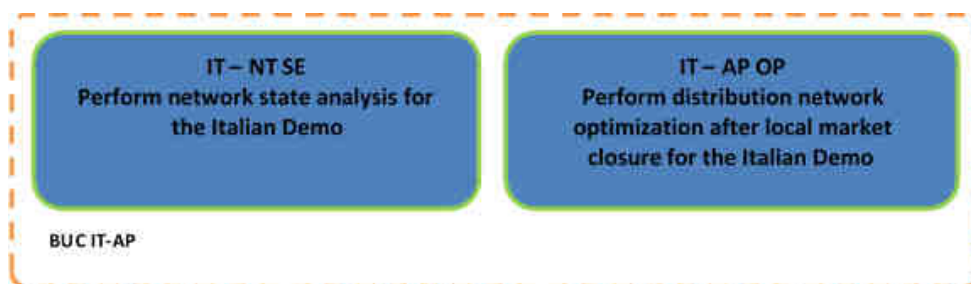 IT – NT SE
Perform network state analysis for
the Italian Demo
IT – AP OP
Perform distribution network
optimization after local market
closure for the Italian Demo
BUC IT-AP